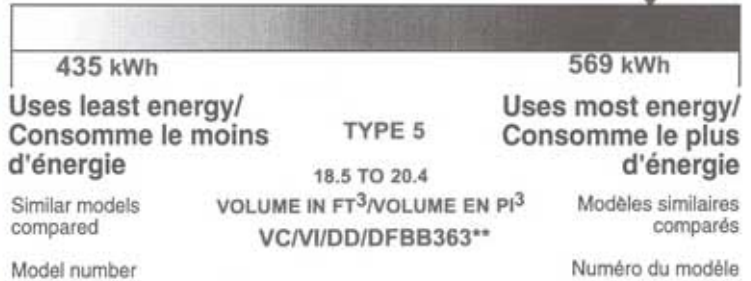 435 kWh
569 kWh
Uses least energy/
Consomme le moins
d'énergie
TYPE 5
Uses most energy/
Consomme le plus
d'énergie
18.5 TO 20.4
VOLUME IN FT³/VOLUME EN PI³
VC/VI/DD/DFBB363**
Similar models
compared
Modèles similaires
comparés
Model number
Numéro du modèle